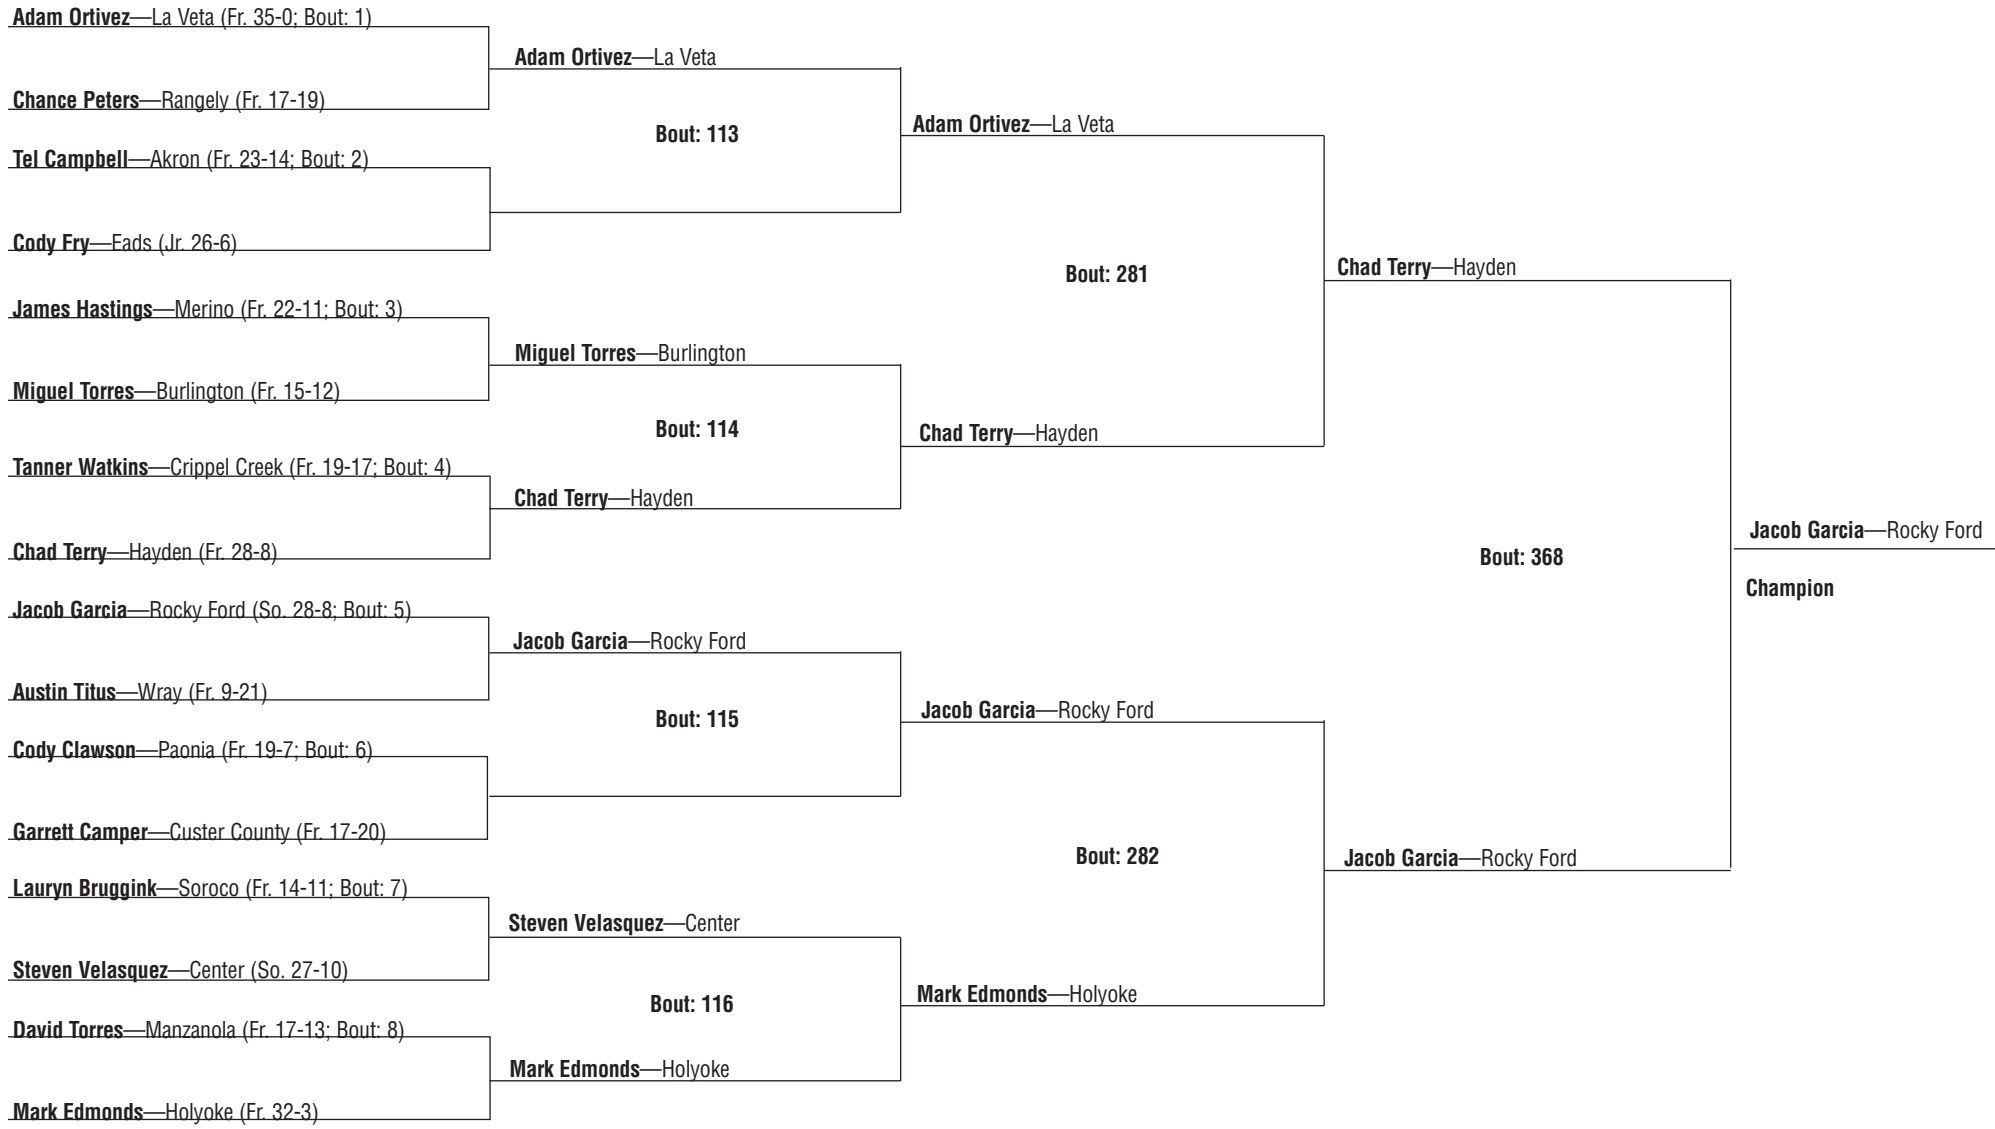 Adam Ortivez—La Veta (Fr. 35-0; Bout: 1)
Chance Peters—Rangely (Fr. 17-19)
Tel Campbell—Akron (Fr. 23-14; Bout: 2)
Cody Fry—Eads (Jr. 26-6)
James Hastings—Merino (Fr. 22-11; Bout: 3)
Miguel Torres—Burlington (Fr. 15-12)
Tanner Watkins—Crippel Creek (Fr. 19-17; Bout: 4)
Chad Terry—Hayden (Fr. 28-8)
Jacob Garcia—Rocky Ford (So. 28-8; Bout: 5)
Austin Titus—Wray (Fr. 9-21)
Cody Clawson—Paonia (Fr. 19-7; Bout: 6)
Garrett Camper—Custer County (Fr. 17-20)
Lauryn Bruggink—Soroco (Fr. 14-11; Bout: 7)
Steven Velasquez—Center (So. 27-10)
David Torres—Manzanola (Fr. 17-13; Bout: 8)
Mark Edmonds—Holyoke (Fr. 32-3)
Adam Ortivez—La Veta
Bout: 113
Miguel Torres—Burlington
Bout: 114
Chad Terry—Hayden
Jacob Garcia—Rocky Ford
Bout: 115
Steven Velasquez—Center
Bout: 116
Mark Edmonds—Holyoke
Adam Ortivez—La Veta
Bout: 281
Chad Terry—Hayden
Jacob Garcia—Rocky Ford
Bout: 282
Mark Edmonds—Holyoke
Chad Terry—Hayden
Bout: 368
Jacob Garcia—Rocky Ford
Jacob Garcia—Rocky Ford
Champion